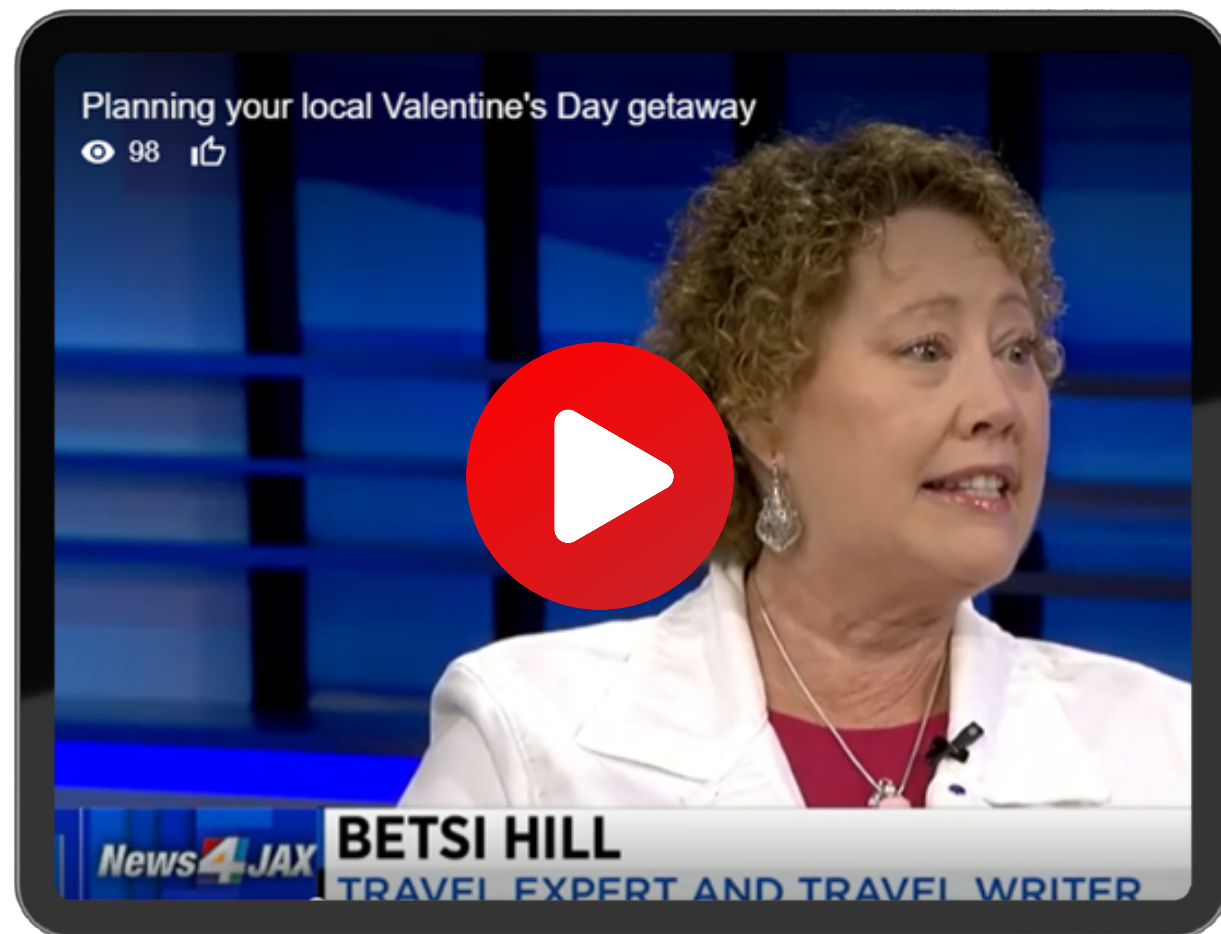 Planning your local Valentine's Day getaway
98
News4JAX
BETSI HILL
TRAVEL EXPERT AND TRAVEL WRITER